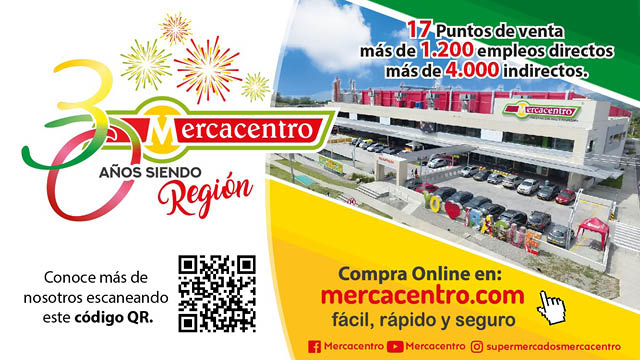 30
Mercacentro
AÑOS SIENDO
Región
17 Puntos de venta
más de 1.200 empleos directos
más de 4.000 indirectos.
Mercacentro
YO
Conoce más de
nosotros escaneando
este código QR.
Compra Online en:
mercacentro.com
fácil, rápido y seguro
Mercacentro
Mercacentro
supermercadosmercacentro